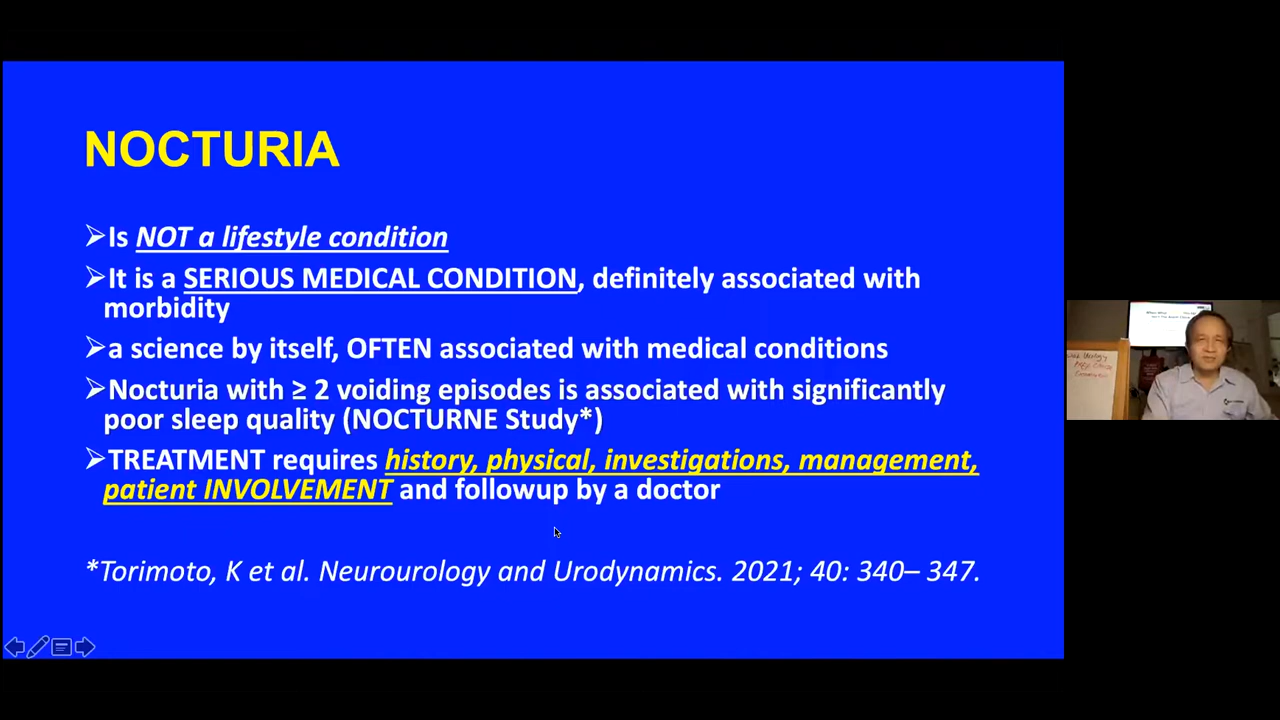 NOCTURIA
➢Is NOT a lifestyle condition
➢It is a SERIOUS MEDICAL CONDITION, definitely associated with
morbidity
➢a science by itself, OFTEN associated with medical conditions
➢Nocturia with ≥ 2 voiding episodes is associated with significantly
poor sleep quality (NOCTURNE Study*)
➢TREATMENT requires history, physical, investigations, management,
patient INVOLVEMENT and followup by a doctor
*Torimoto, K et al. Neurourology and Urodynamics. 2021; 40: 340– 347.
Urology